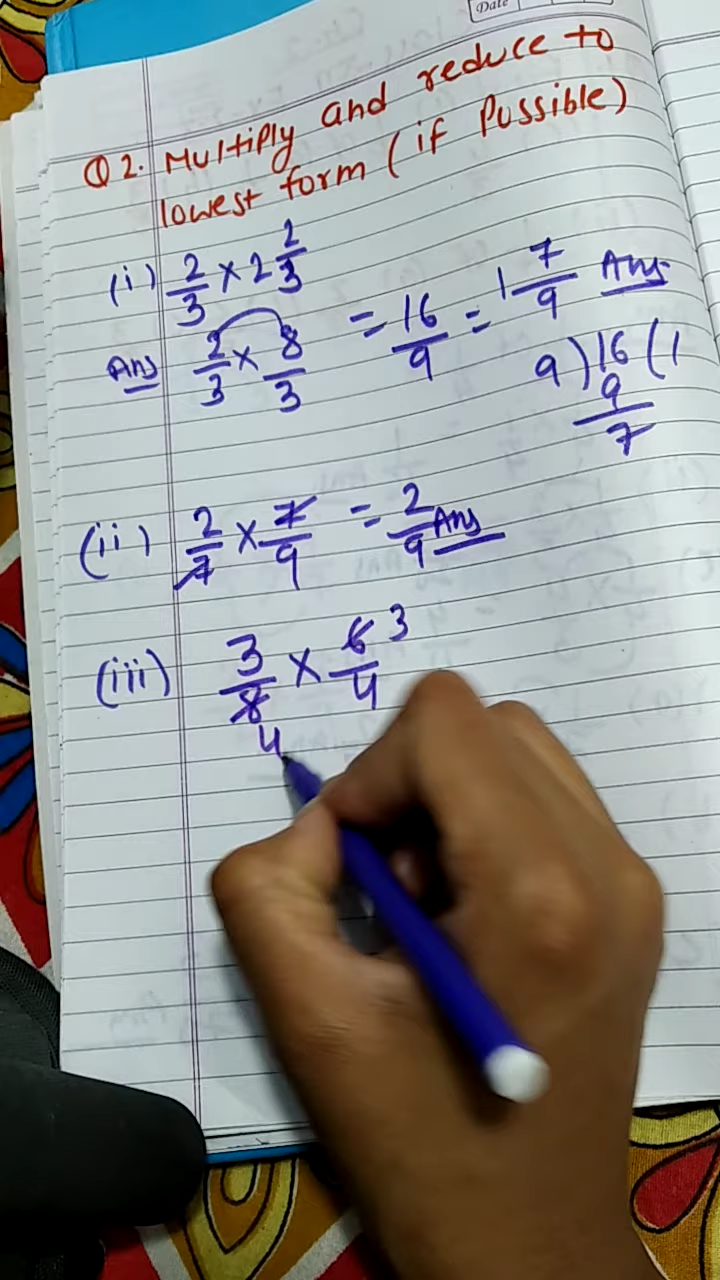 Date
Q2. Multiply and reduce to
lowest form (if Possible)
(i) 2/3 × 2 2/3
Ans 2/3 × 8/3 = 16/9 = 1 7/9 Ans
9)16(1
9
7
(ii) 2/7 × 7/9 = 2/9 Ans
(iii) 3/8 × 6/4 3
4